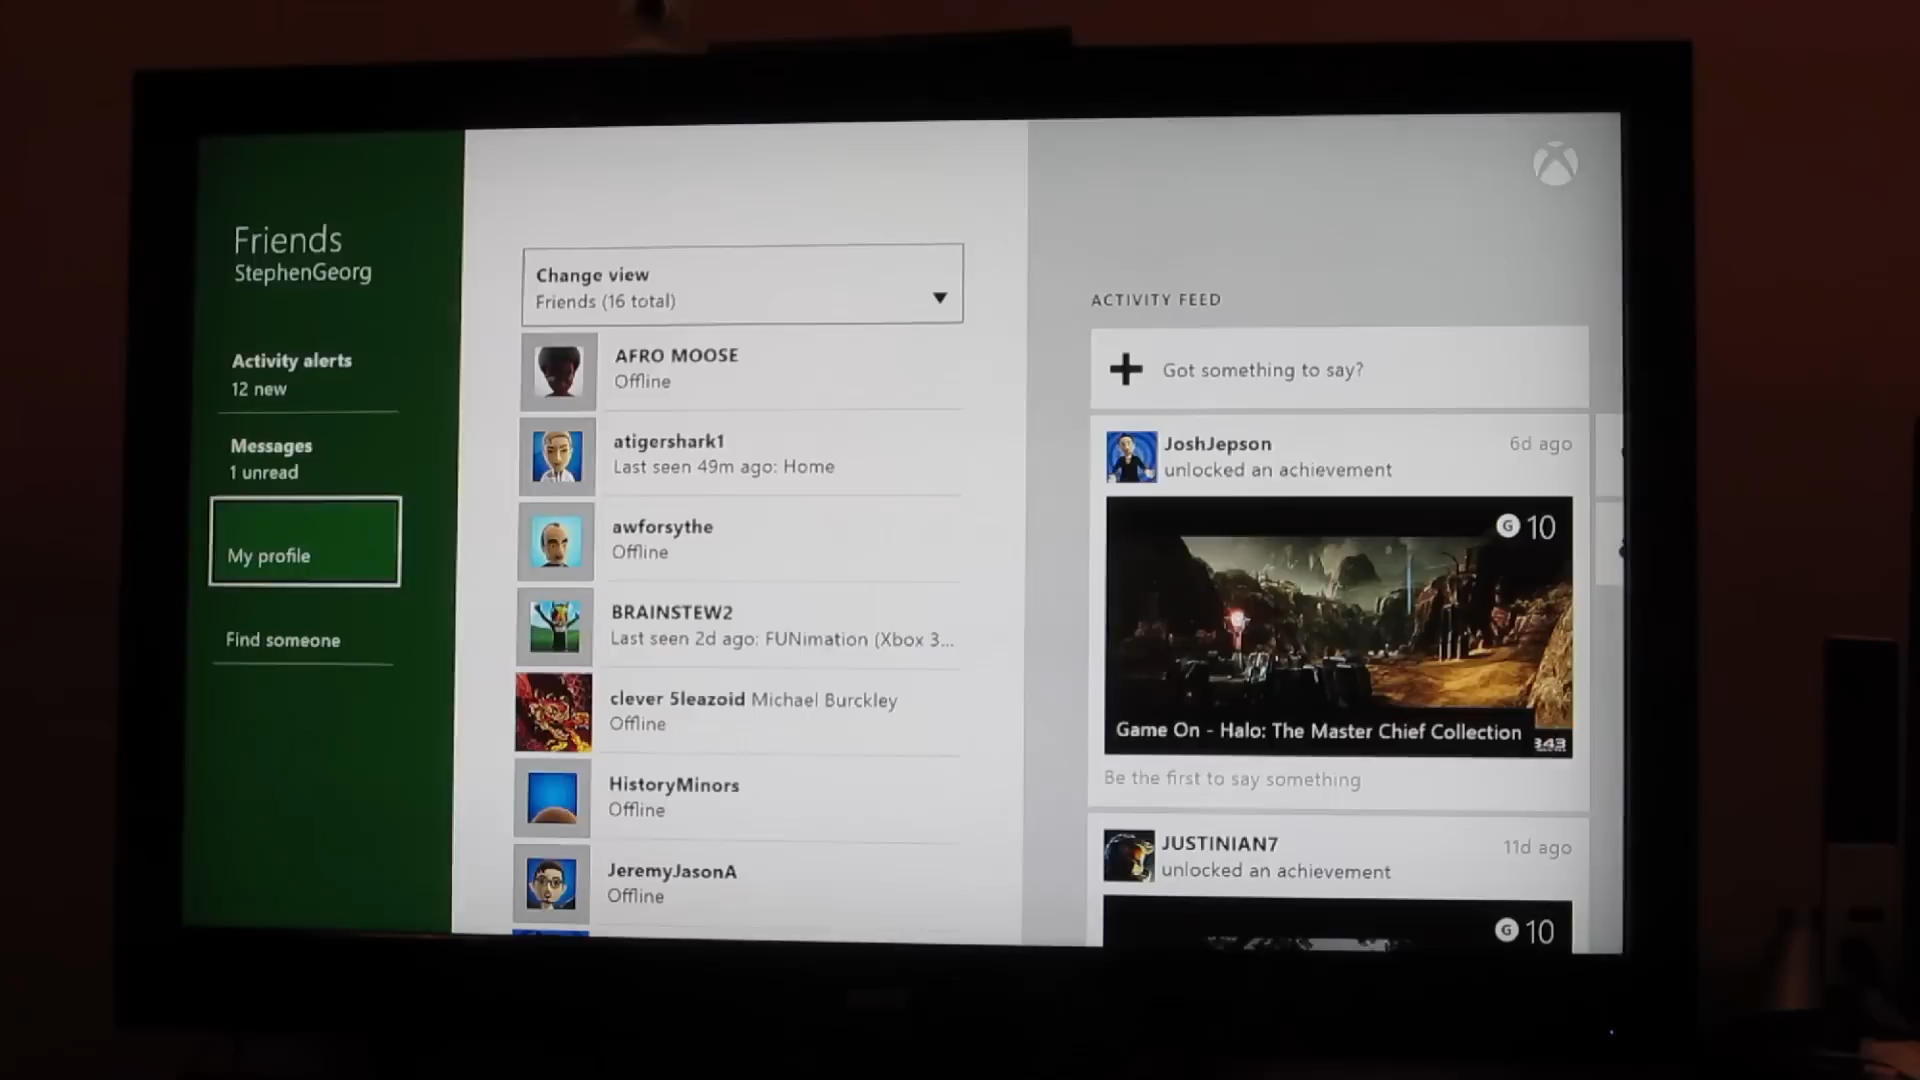 Friends
StephenGeorg
Activity alerts
12 new
Messages
1 unread
My profile
Find someone
Change view
Friends (16 total)
AFRO MOOSE
Offline
atigershark1
Last seen 49m ago: Home
awforsythe
Offline
BRAINSTEW2
Last seen 2d ago: FUNimation (Xbox 3...
clever 5leazoid Michael Burckley
Offline
HistoryMinors
Offline
JeremyJasonA
Offline
ACTIVITY FEED
Got something to say?
JoshJepson 6d ago
unlocked an achievement
G 10
Game On - Halo: The Master Chief Collection
343
Be the first to say something
JUSTINIAN7 11d ago
unlocked an achievement
G 10